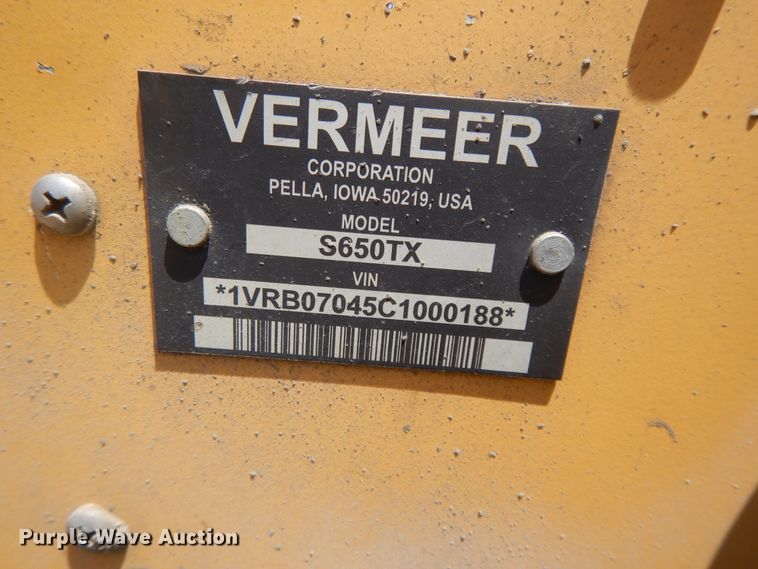 VERMEER
CORPORATION
PELLA, IOWA 50219, USA
MODEL
S650TX
VIN
*1VRB07045C1000188*
Purple Wave Auction